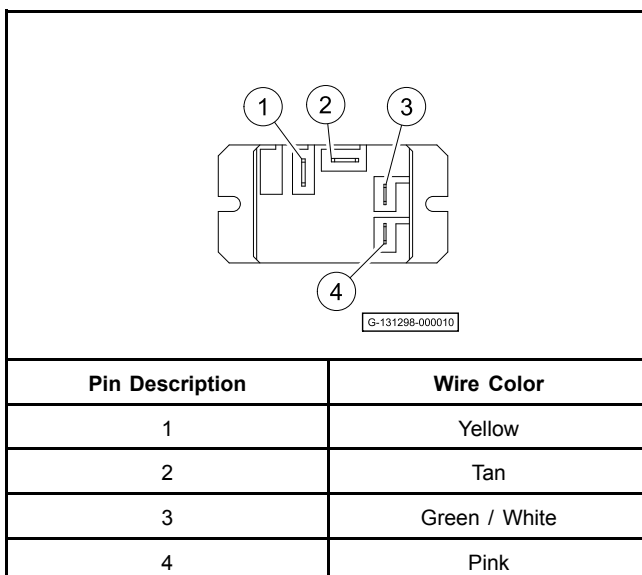 1 2 3
4
G-131298-000010
Pin Description Wire Color
1 Yellow
2 Tan
3 Green / White
4 Pink